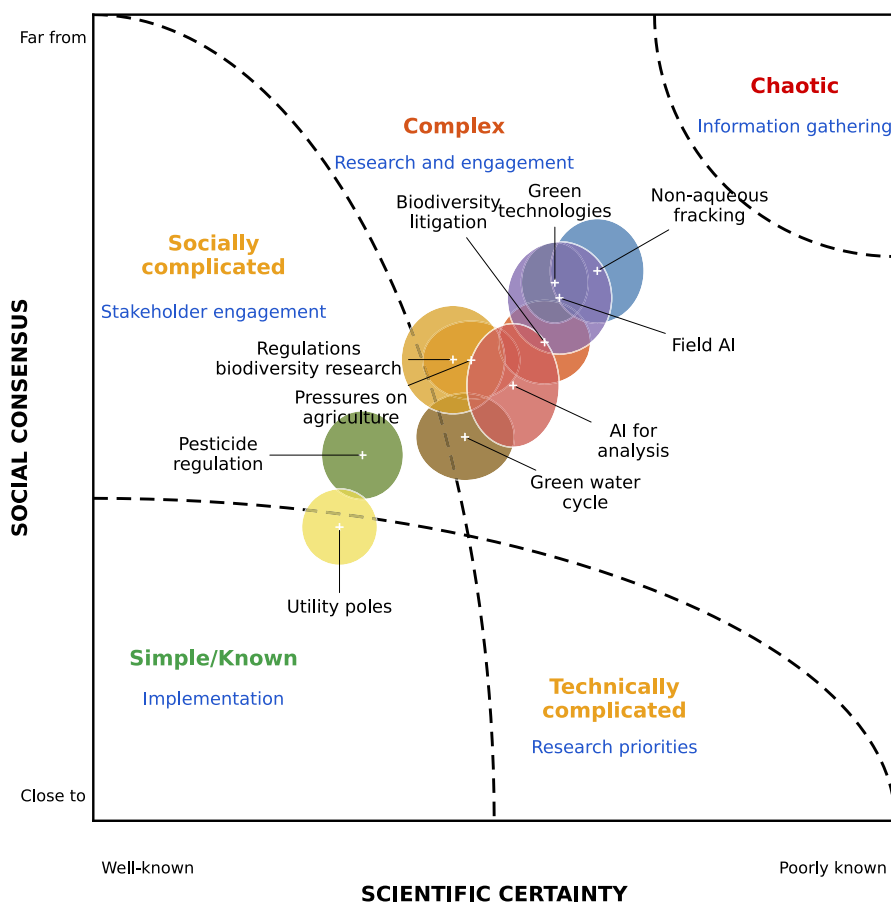 Far from
Chaotic
Information gathering
Complex
Research and engagement
Biodiversity
litigation
Green
technologies
Non-aqueous
fracking
Socially
complicated
Stakeholder engagement
Field AI
Regulations
biodiversity research
Pressures on
agriculture
Pesticide
regulation
AI for
analysis
Green water
cycle
Utility poles
Simple/Known
Implementation
Technically
complicated
Research priorities
Close to
SOCIAL CONSENSUS
Well-known
Poorly known
SCIENTIFIC CERTAINTY